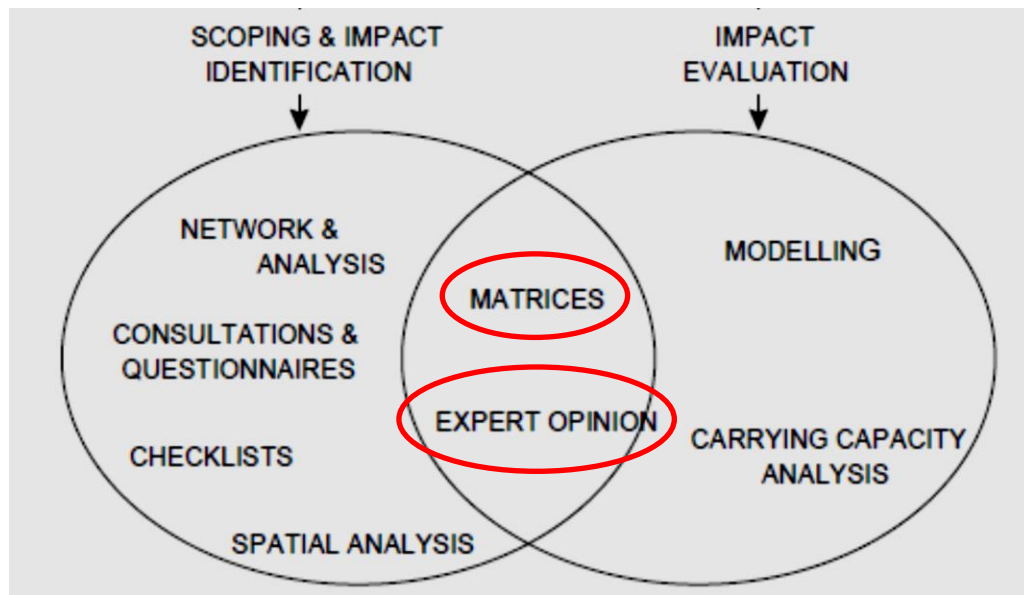 SCOPING & IMPACT
IDENTIFICATION
IMPACT
EVALUATION
NETWORK &
ANALYSIS
CONSULTATIONS &
QUESTIONNAIRES
CHECKLISTS
SPATIAL ANALYSIS
MATRICES
EXPERT OPINION
MODELLING
CARRYING CAPACITY
ANALYSIS